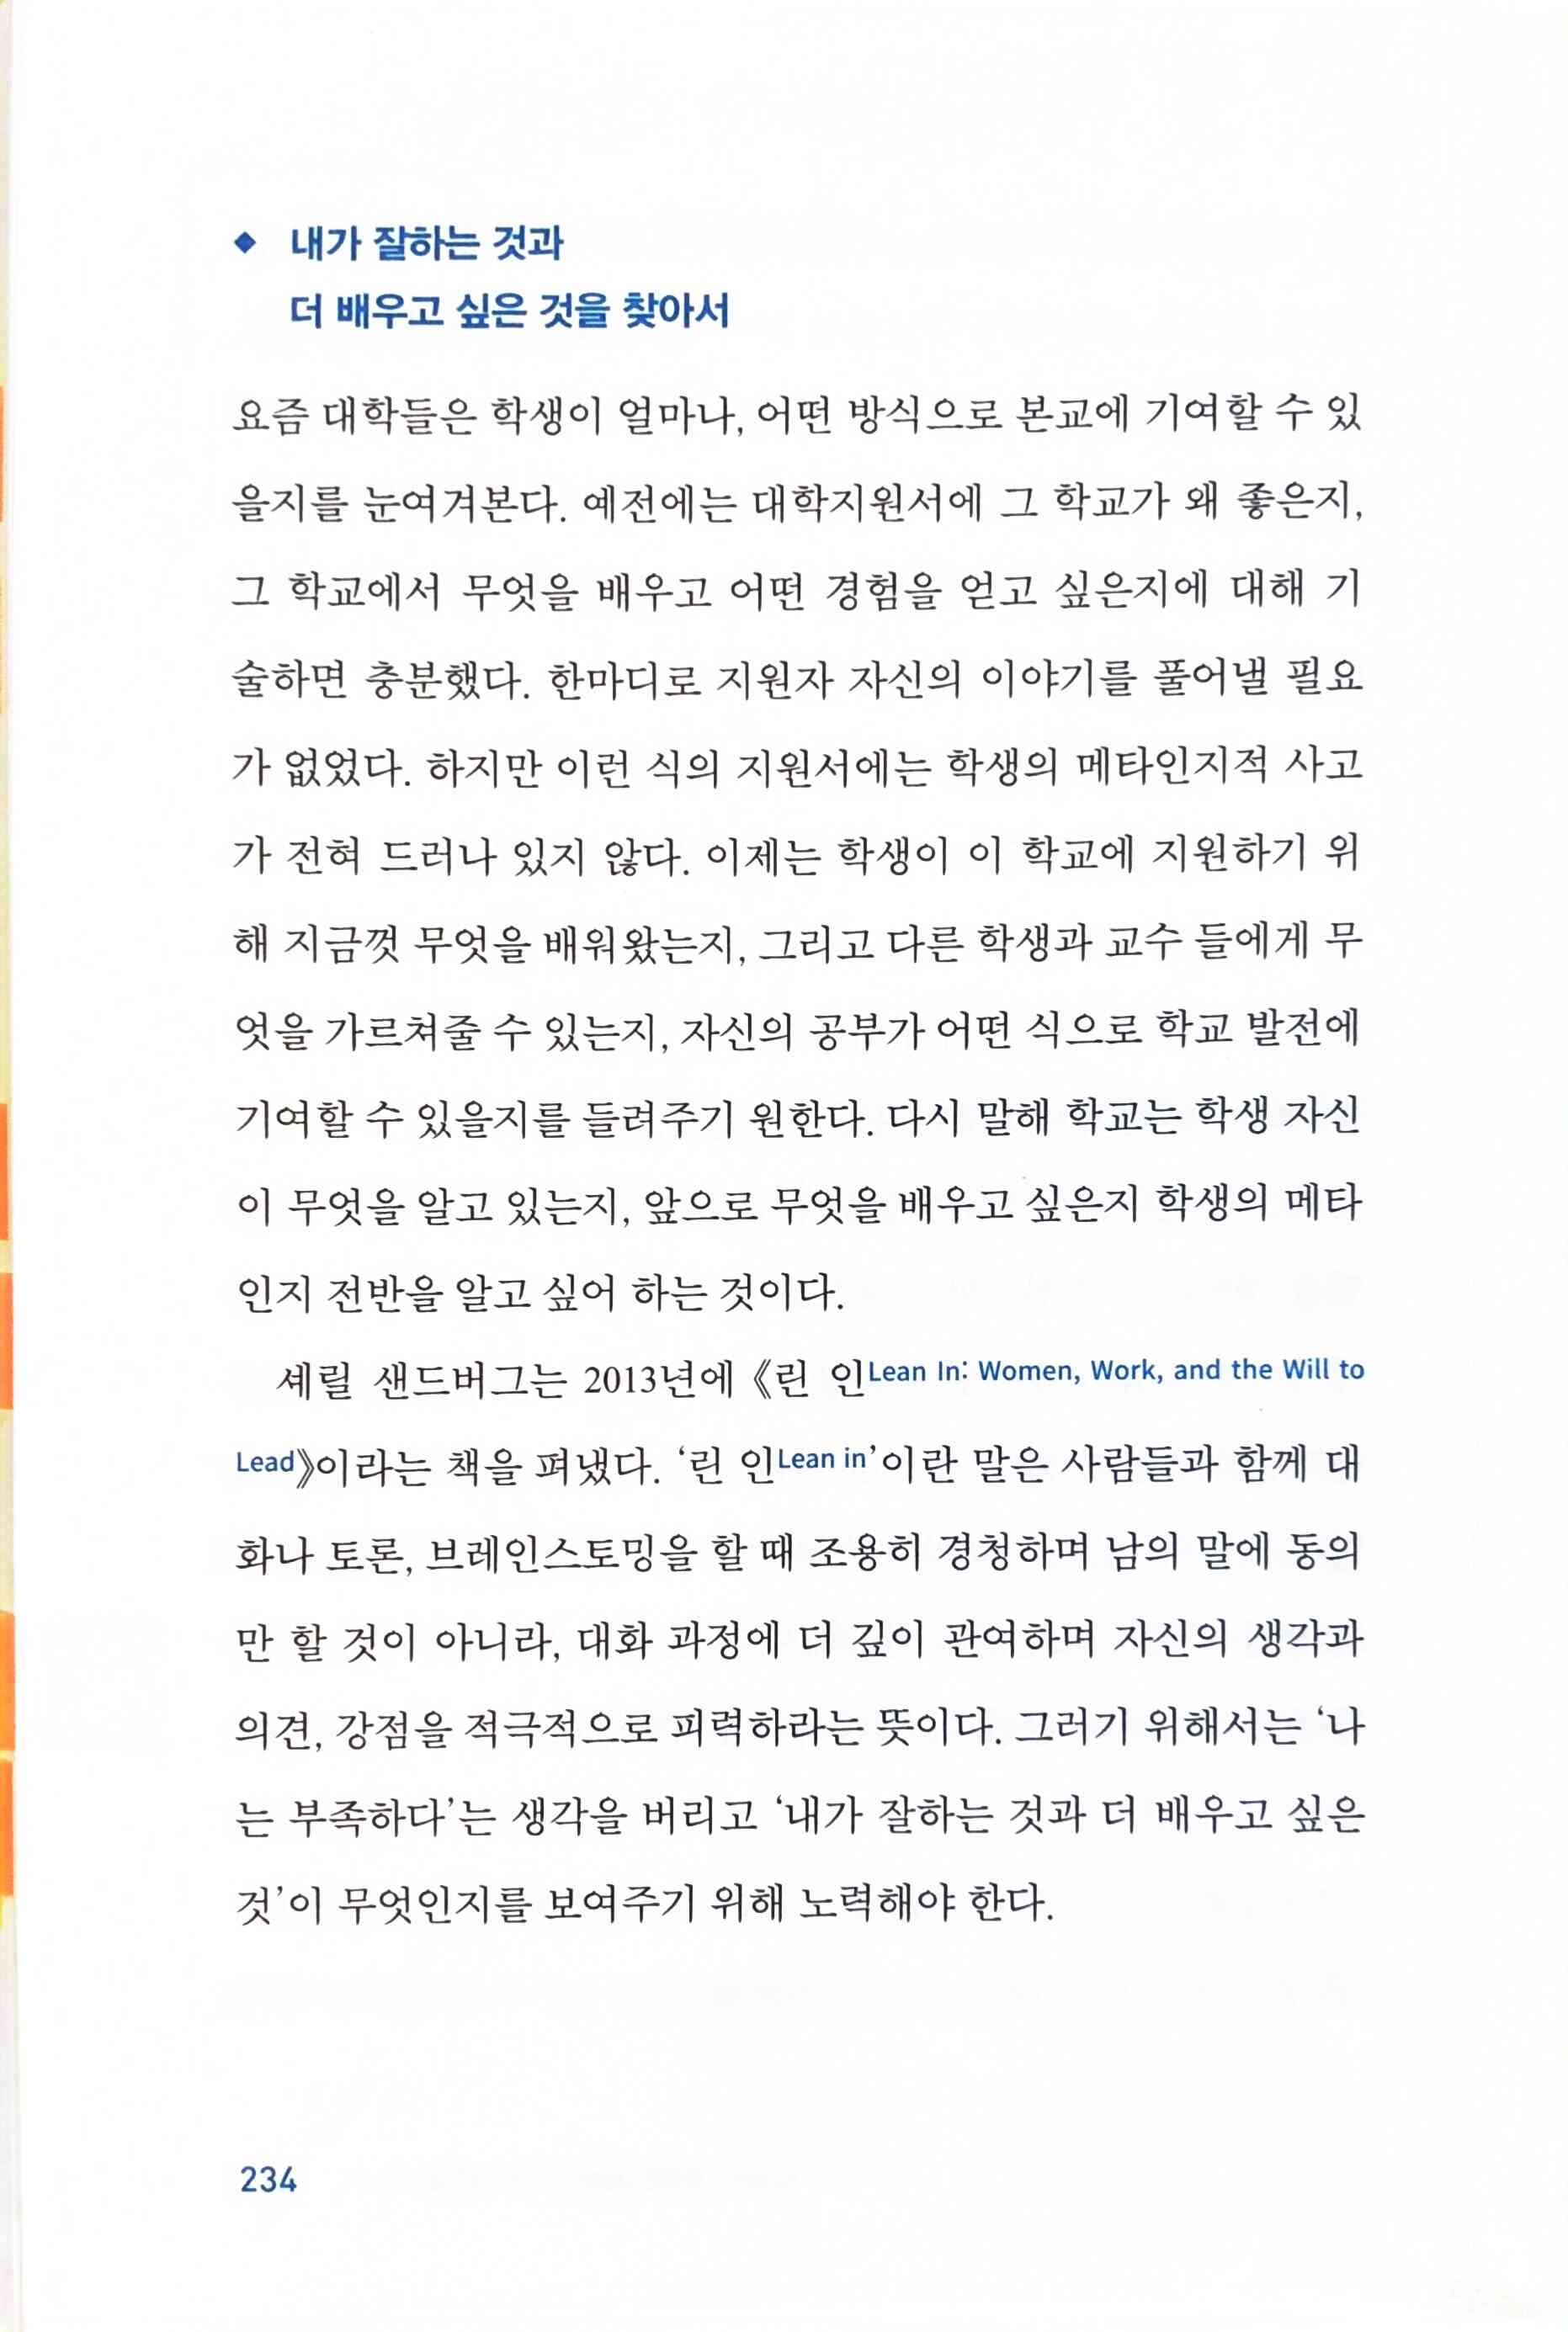 ◆ 내가 잘하는 것과
더 배우고 싶은 것을 찾아서
요즘 대학들은 학생이 얼마나, 어떤 방식으로 본교에 기여할 수 있
을지를 눈여겨본다. 예전에는 대학지원서에 그 학교가 왜 좋은지,
그 학교에서 무엇을 배우고 어떤 경험을 얻고 싶은지에 대해 기
술하면 충분했다. 한마디로 지원자 자신의 이야기를 풀어낼 필요
가 없었다. 하지만 이런 식의 지원서에는 학생의 메타인지적 사고
가 전혀 드러나 있지 않다. 이제는 학생이 이 학교에 지원하기 위
해 지금껏 무엇을 배워왔는지, 그리고 다른 학생과 교수 들에게 무
엇을 가르쳐줄 수 있는지, 자신의 공부가 어떤 식으로 학교 발전에
기여할 수 있을지를 들려주기 원한다. 다시 말해 학교는 학생 자신
이 무엇을 알고 있는지, 앞으로 무엇을 배우고 싶은지 학생의 메타
인지 전반을 알고 싶어 하는 것이다.
셰릴 샌드버그는 2013년에 《린 인Lean In: Women, Work, and the Will to
Lead》이라는 책을 펴냈다. ‘린 인Lean in’이란 말은 사람들과 함께 대
화나 토론, 브레인스토밍을 할 때 조용히 경청하며 남의 말에 동의
만 할 것이 아니라, 대화 과정에 더 깊이 관여하며 자신의 생각과
의견, 강점을 적극적으로 피력하라는 뜻이다. 그러기 위해서는 ‘나
는 부족하다’는 생각을 버리고 ‘내가 잘하는 것과 더 배우고 싶은
것’이 무엇인지를 보여주기 위해 노력해야 한다.
234